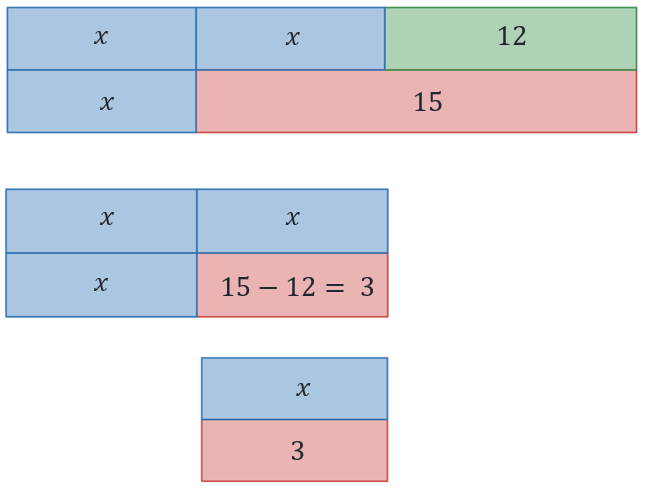 x x 12
x 15
x x
x 15 − 12 = 3
x
3